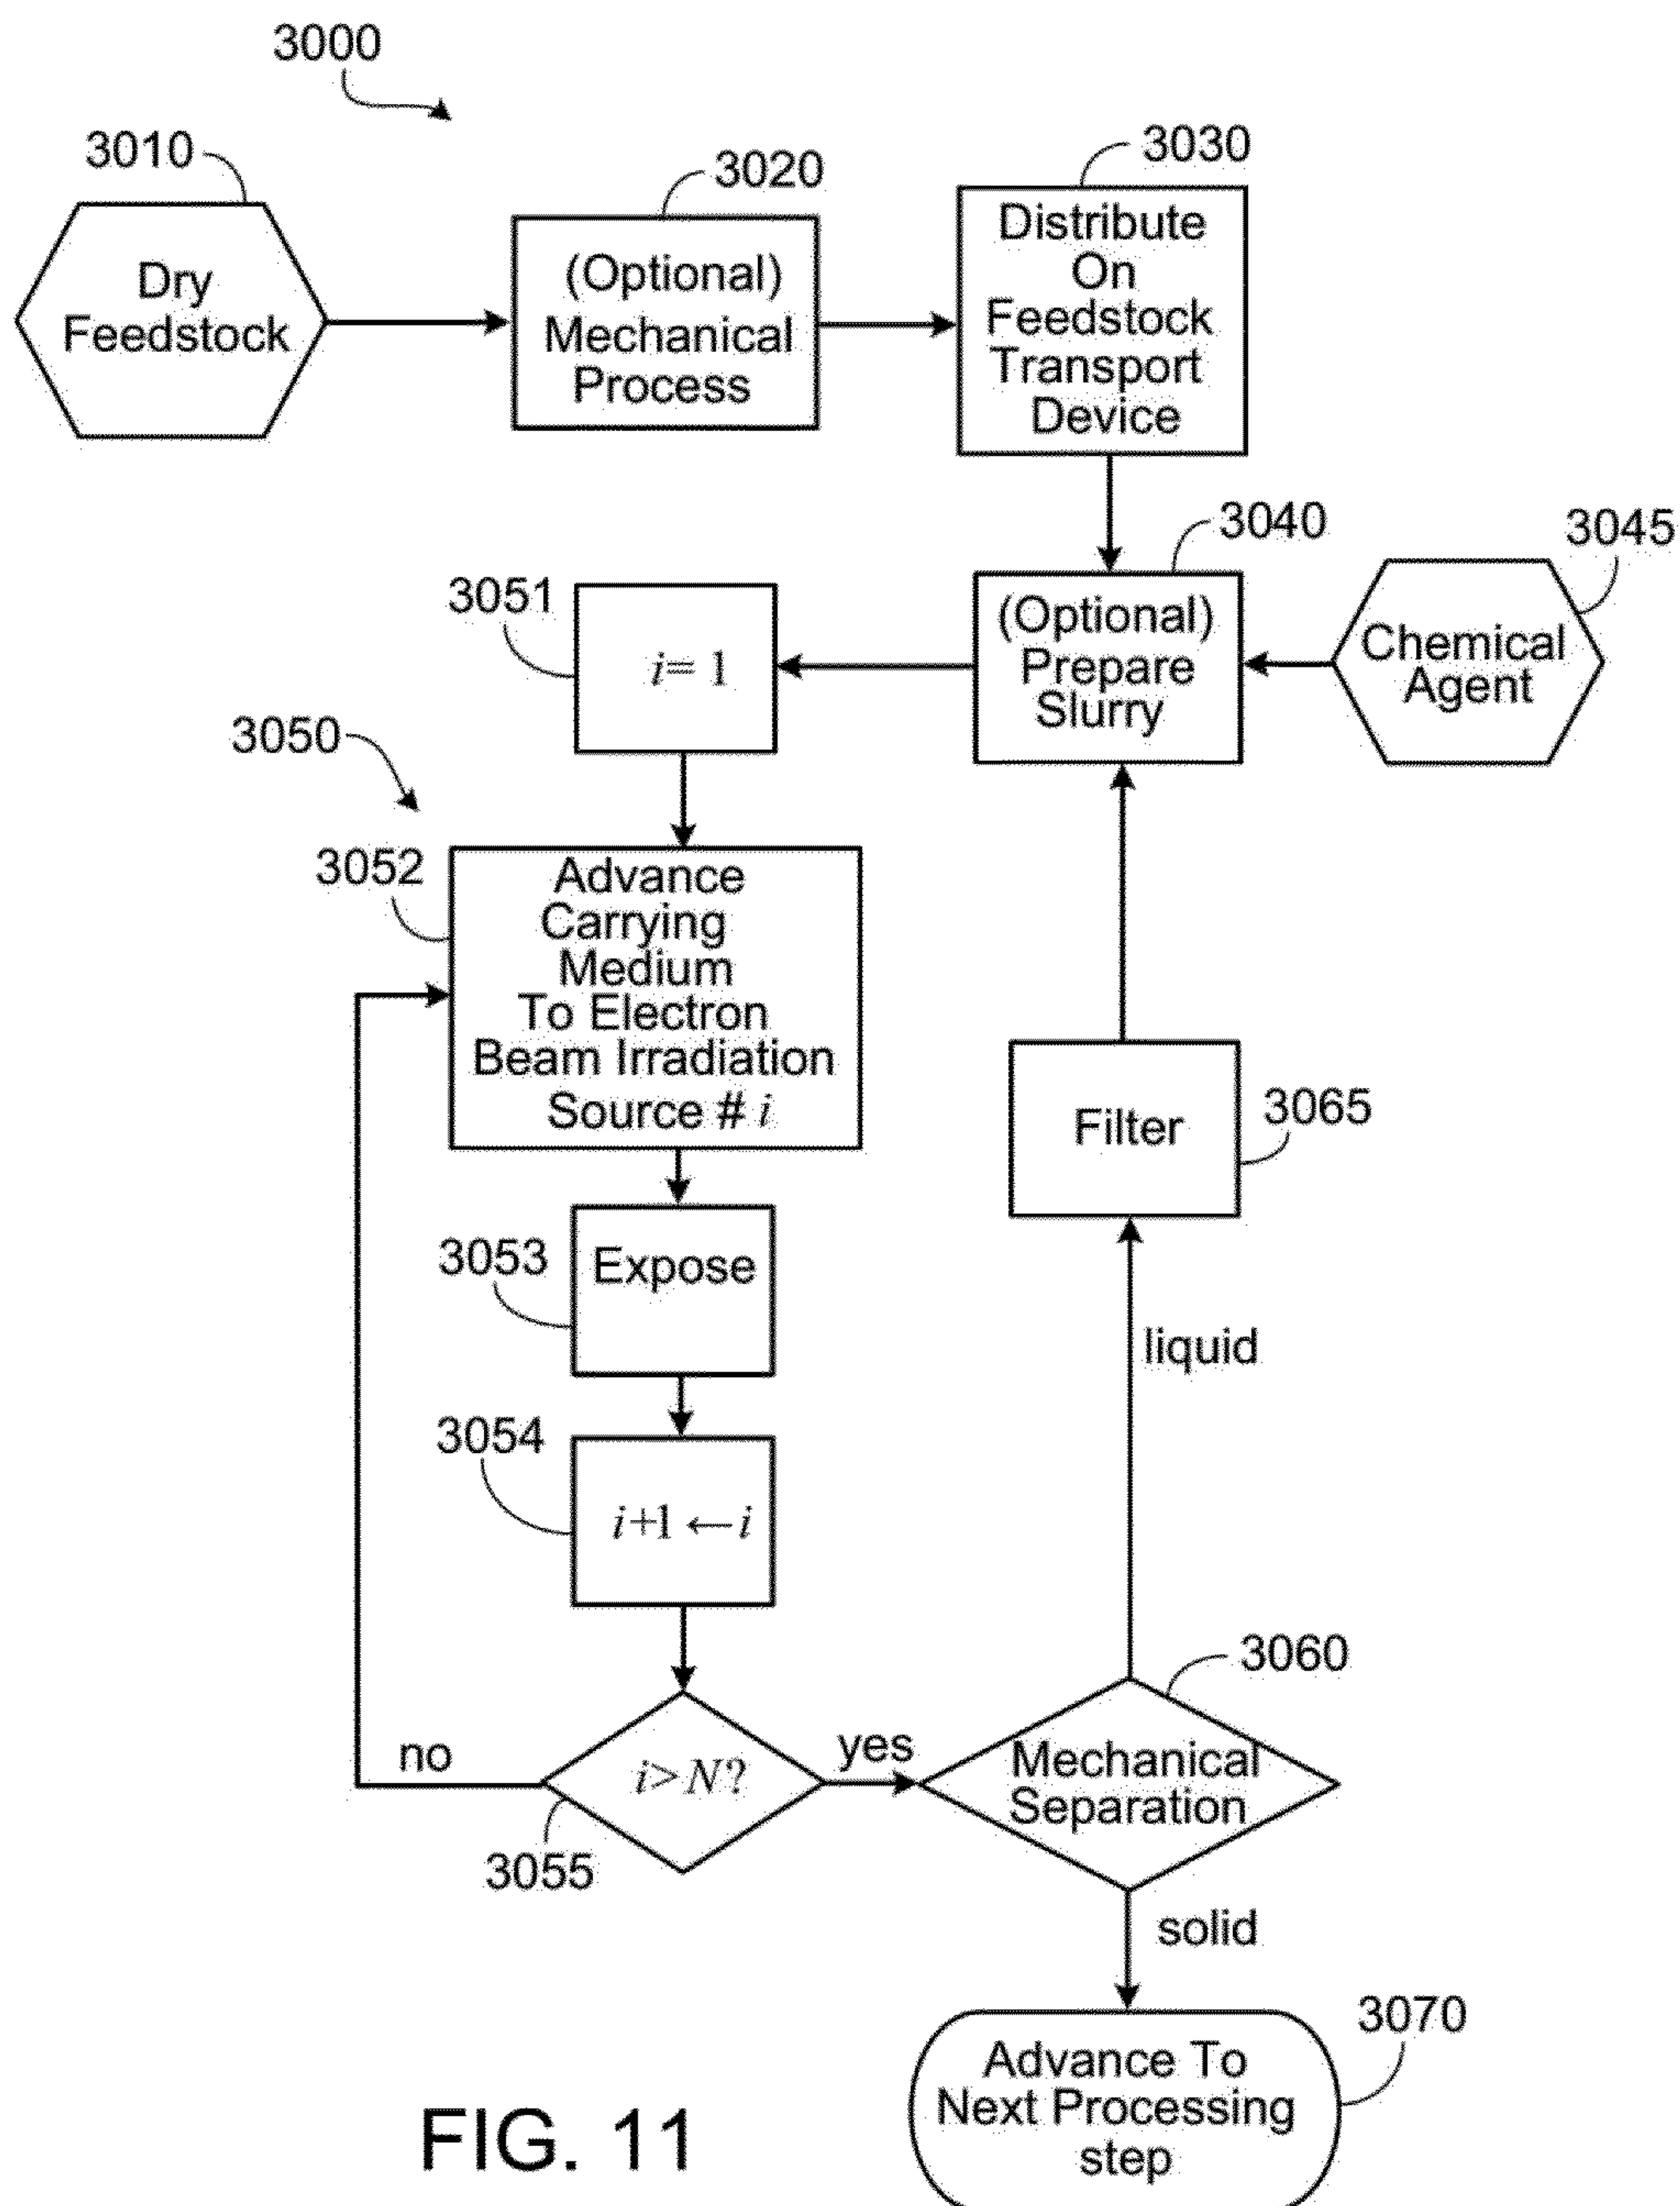 3000
3010
3020
3030
Dry
Feedstock
(Optional)
Mechanical
Process
Distribute
On
Feedstock
Transport
Device
3040
3045
3051
i= 1
(Optional)
Prepare
Slurry
Chemical
Agent
3050
3052
Advance
Carrying
Medium
To Electron
Beam Irradiation
Source # i
Filter
3065
3053
Expose
liquid
3054
i+1 ←i
3060
no
i> N?
yes
Mechanical
Separation
3055
solid
3070
Advance To
Next Processing
step
FIG. 11